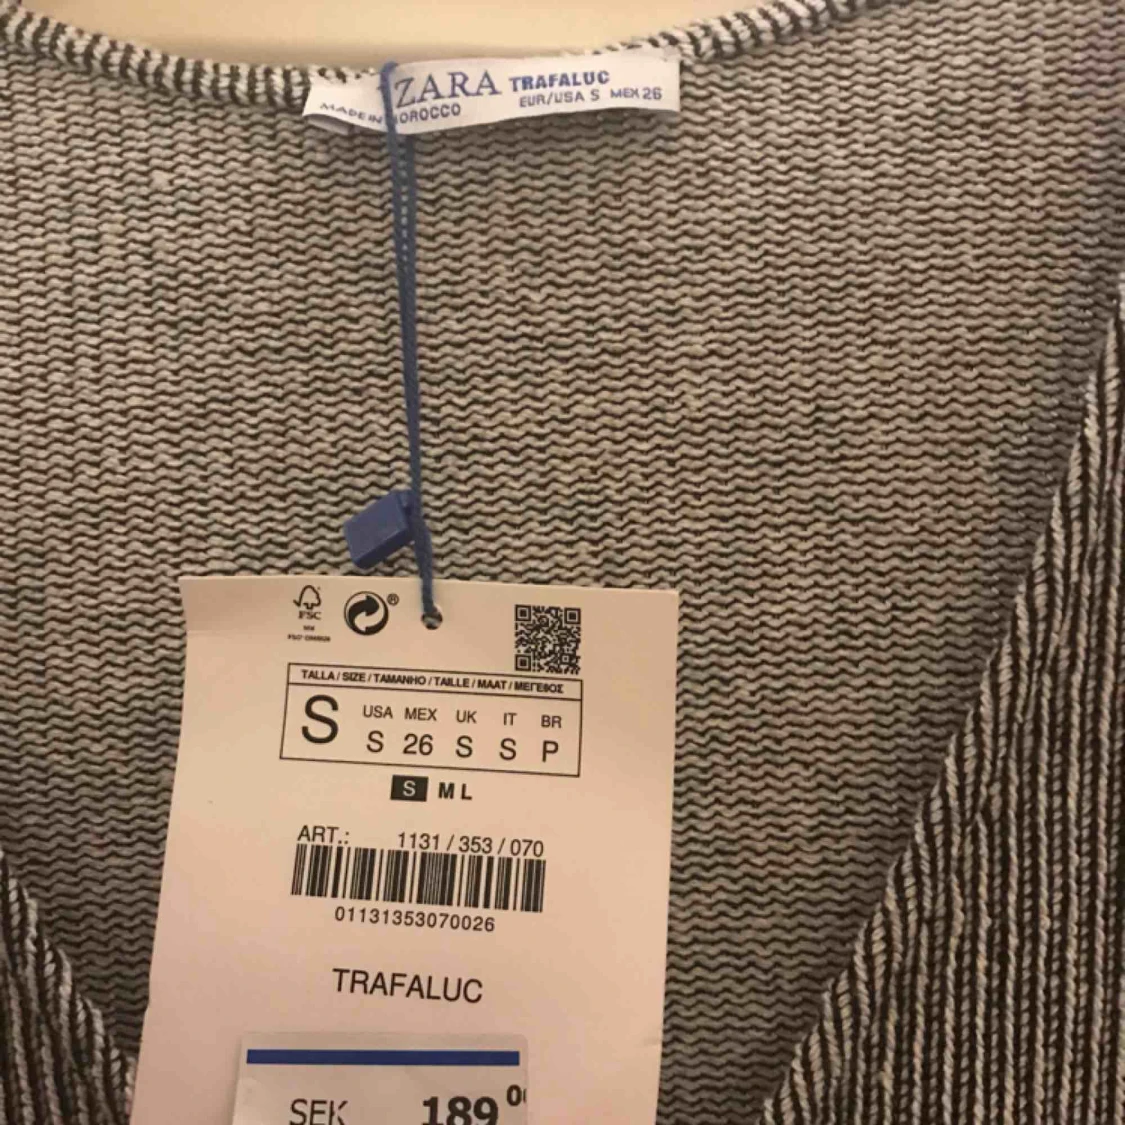 ZARA TRAFALUC
MADE IN MOROCCO EUR/USA S MEX 26
FSC
®
TALLA / SIZE / TAMANHO / TAILLE / MAAT / ΜΕΓΕΘΟΣ
S USA MEX UK IT BR
S 26 S S P
S M L
ART.: 1131 / 353 / 070
01131353070026
TRAFALUC
SEK 189 00